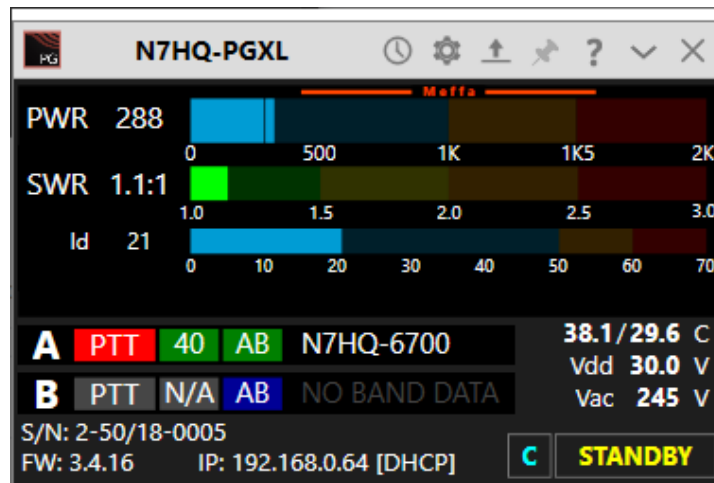 PG N7HQ-PGXL ?
Meffa
PWR 288
0 500 1K 1K5 2K
SWR 1.1:1
1.0 1.5 2.0 2.5 3.0
Id 21
0 10 20 30 40 50 60 70
A PTT 40 AB N7HQ-6700
B PTT N/A AB NO BAND DATA
38.1/29.6 C
Vdd 30.0 V
Vac 245 V
S/N: 2-50/18-0005
FW: 3.4.16 IP: 192.168.0.64 [DHCP]
C STANDBY